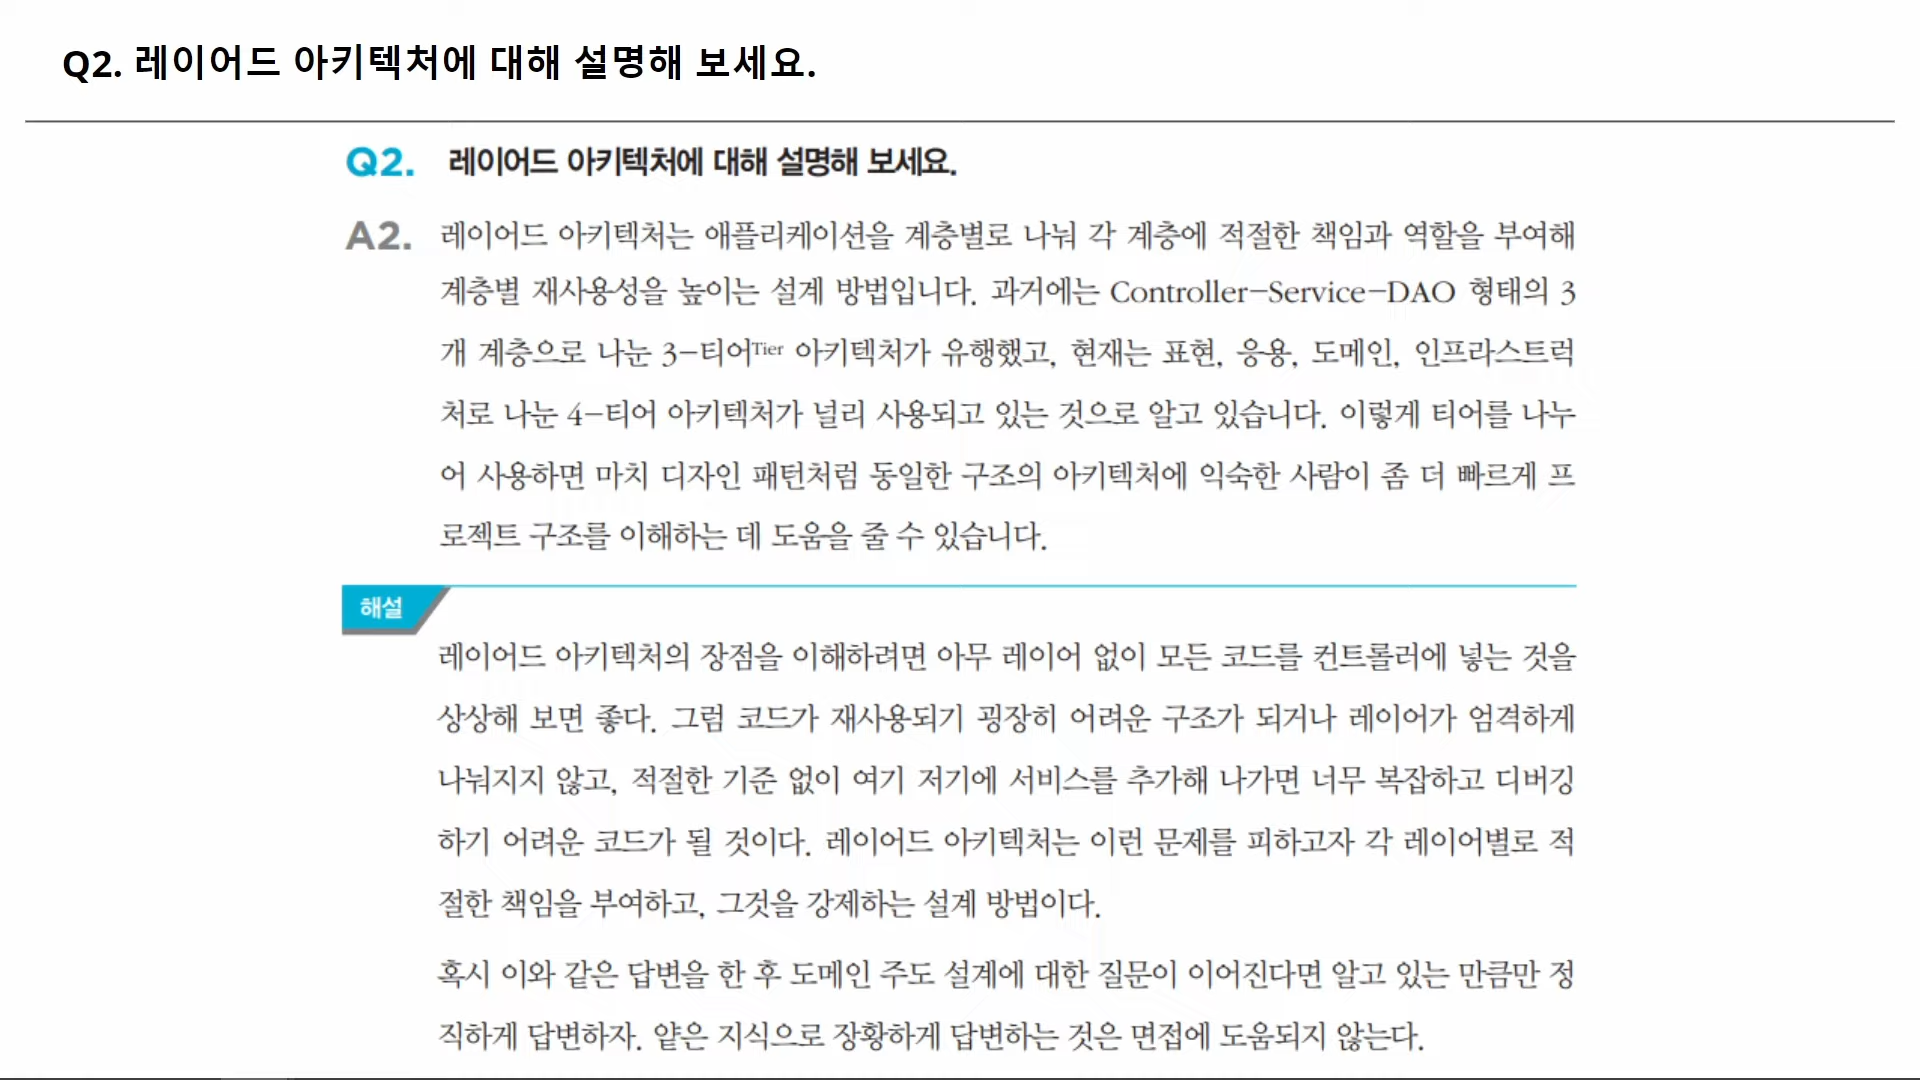 Q2. 레이어드 아키텍처에 대해 설명해 보세요.
Q2. 레이어드 아키텍처에 대해 설명해 보세요.
A2. 레이어드 아키텍처는 애플리케이션을 계층별로 나눠 각 계층에 적절한 책임과 역할을 부여해
계층별 재사용성을 높이는 설계 방법입니다. 과거에는 Controller-Service-DAO 형태의 3
개 계층으로 나눈 3-티어Tier 아키텍처가 유행했고, 현재는 표현, 응용, 도메인, 인프라스트럭
처로 나눈 4-티어 아키텍처가 널리 사용되고 있는 것으로 알고 있습니다. 이렇게 티어를 나누
어 사용하면 마치 디자인 패턴처럼 동일한 구조의 아키텍처에 익숙한 사람이 좀 더 빠르게 프
로젝트 구조를 이해하는 데 도움을 줄 수 있습니다.
해설
레이어드 아키텍처의 장점을 이해하려면 아무 레이어 없이 모든 코드를 컨트롤러에 넣는 것을
상상해 보면 좋다. 그럼 코드가 재사용되기 굉장히 어려운 구조가 되거나 레이어가 엄격하게
나눠지지 않고, 적절한 기준 없이 여기 저기에 서비스를 추가해 나가면 너무 복잡하고 디버깅
하기 어려운 코드가 될 것이다. 레이어드 아키텍처는 이런 문제를 피하고자 각 레이어별로 적
절한 책임을 부여하고, 그것을 강제하는 설계 방법이다.
혹시 이와 같은 답변을 한 후 도메인 주도 설계에 대한 질문이 이어진다면 알고 있는 만큼만 정
직하게 답변하자. 얕은 지식으로 장황하게 답변하는 것은 면접에 도움되지 않는다.